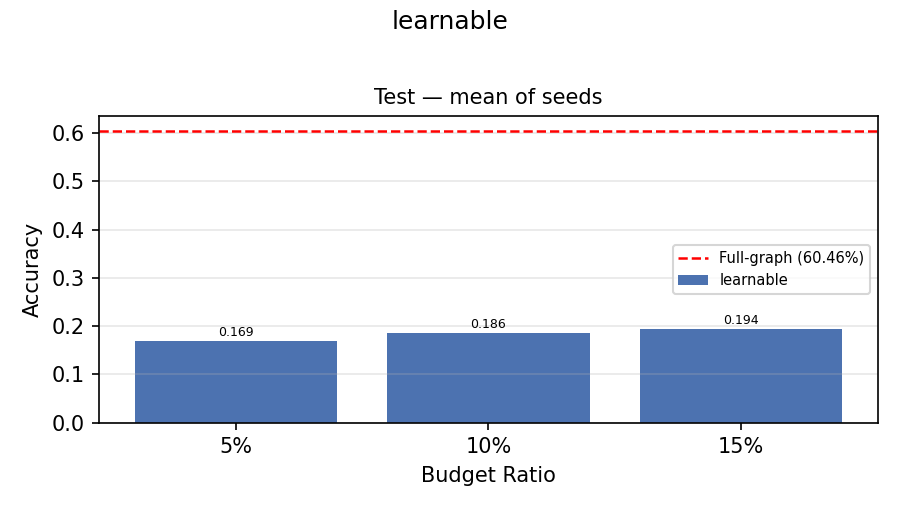 learnable
Test — mean of seeds
Accuracy
0.6
0.5
0.4
0.3
0.2
0.1
0.0
Full-graph (60.46%)
learnable
0.169
0.186
0.194
5%
10%
15%
Budget Ratio